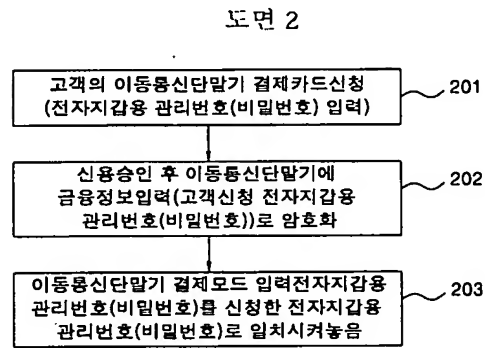 도면 2
고객의 이동통신단말기 결제카드신청
(전자지갑용 관리번호(비밀번호) 입력)
201
신용승인 후 이동통신단말기에
금융정보입력(고객신청 전자지갑용
관리번호(비밀번호))로 암호화
202
이동통신단말기 결제모드 입력전자지갑용
관리번호(비밀번호)를 신청한 전자지갑용
관리번호(비밀번호)로 일치시켜놓음
203